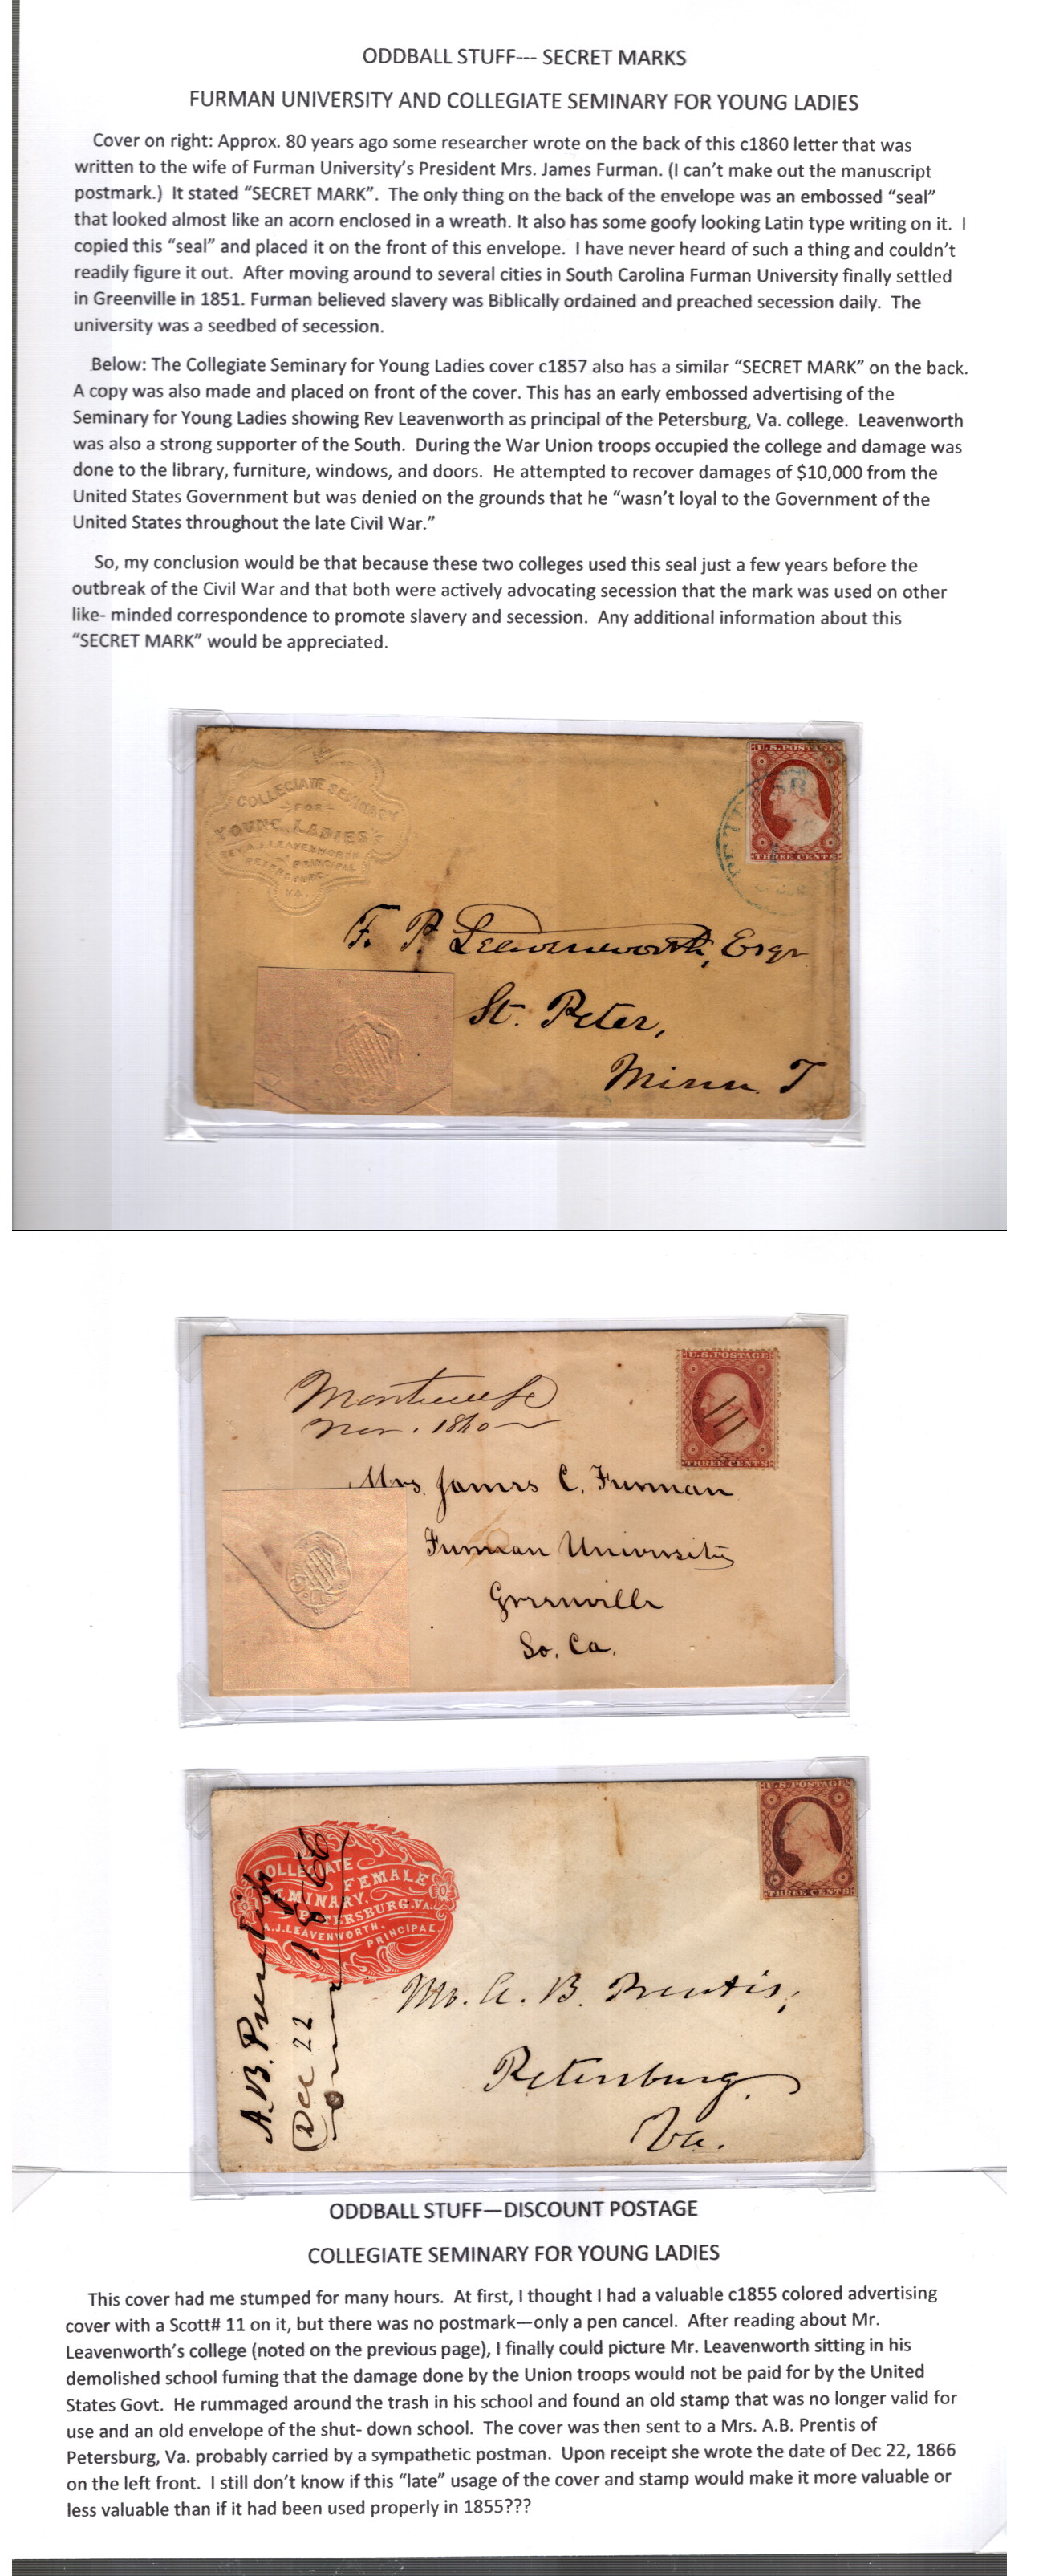 ODDBALL STUFF--- SECRET MARKS
FURMAN UNIVERSITY AND COLLEGIATE SEMINARY FOR YOUNG LADIES
Cover on right: Approx. 80 years ago some researcher wrote on the back of this c1860 letter that was
written to the wife of Furman University's President Mrs. James Furman. (I can't make out the manuscript
postmark.) It stated "SECRET MARK". The only thing on the back of the envelope was an embossed "seal"
that looked almost like an acorn enclosed in a wreath. It also has some goofy looking Latin type writing on it. I
copied this "seal" and placed it on the front of this envelope. I have never heard of such a thing and couldn't
readily figure it out. After moving around to several cities in South Carolina Furman University finally settled
in Greenville in 1851. Furman believed slavery was Biblically ordained and preached secession daily. The
university was a seedbed of secession.
Below: The Collegiate Seminary for Young Ladies cover c1857 also has a similar "SECRET MARK" on the back.
A copy was also made and placed on front of the cover. This has an early embossed advertising of the
Seminary for Young Ladies showing Rev Leavenworth as principal of the Petersburg, Va. college. Leavenworth
was also a strong supporter of the South. During the War Union troops occupied the college and damage was
done to the library, furniture, windows, and doors. He attempted to recover damages of $10,000 from the
United States Government but was denied on the grounds that he "wasn't loyal to the Government of the
United States throughout the late Civil War."
So, my conclusion would be that because these two colleges used this seal just a few years before the
outbreak of the Civil War and that both were actively advocating secession that the mark was used on other
like- minded correspondence to promote slavery and secession. Any additional information about this
"SECRET MARK" would be appreciated.
U.S. POSTAGE
THREE CENTS
COLLEGIATE SEMINARY
FOR
YOUNG LADIES
REV. A.J. LEAVENWORTH
PRINCIPAL
PETERSBURG
VA.
F. P. Leavenworth, Esqr
St. Peter,
Minn. T
U.S. POSTAGE
THREE CENTS
Nov. 1860
Mrs James C. Furman
Furman University
Greenville
So. Ca.
U.S. POSTAGE
THREE CENTS
COLLEGIATE
FEMALE
SEMINARY.
PETERSBURG.VA.
A.J.LEAVENWORTH,
PRINCIPAL.
A.B. Prentis
Dec 22 1866
Mr. A. B. Prentis,
Petersburg,
Va.
ODDBALL STUFF—DISCOUNT POSTAGE
COLLEGIATE SEMINARY FOR YOUNG LADIES
This cover had me stumped for many hours. At first, I thought I had a valuable c1855 colored advertising
cover with a Scott# 11 on it, but there was no postmark—only a pen cancel. After reading about Mr.
Leavenworth's college (noted on the previous page), I finally could picture Mr. Leavenworth sitting in his
demolished school fuming that the damage done by the Union troops would not be paid for by the United
States Govt. He rummaged around the trash in his school and found an old stamp that was no longer valid for
use and an old envelope of the shut- down school. The cover was then sent to a Mrs. A.B. Prentis of
Petersburg, Va. probably carried by a sympathetic postman. Upon receipt she wrote the date of Dec 22, 1866
on the left front. I still don't know if this "late" usage of the cover and stamp would make it more valuable or
less valuable than if it had been used properly in 1855???